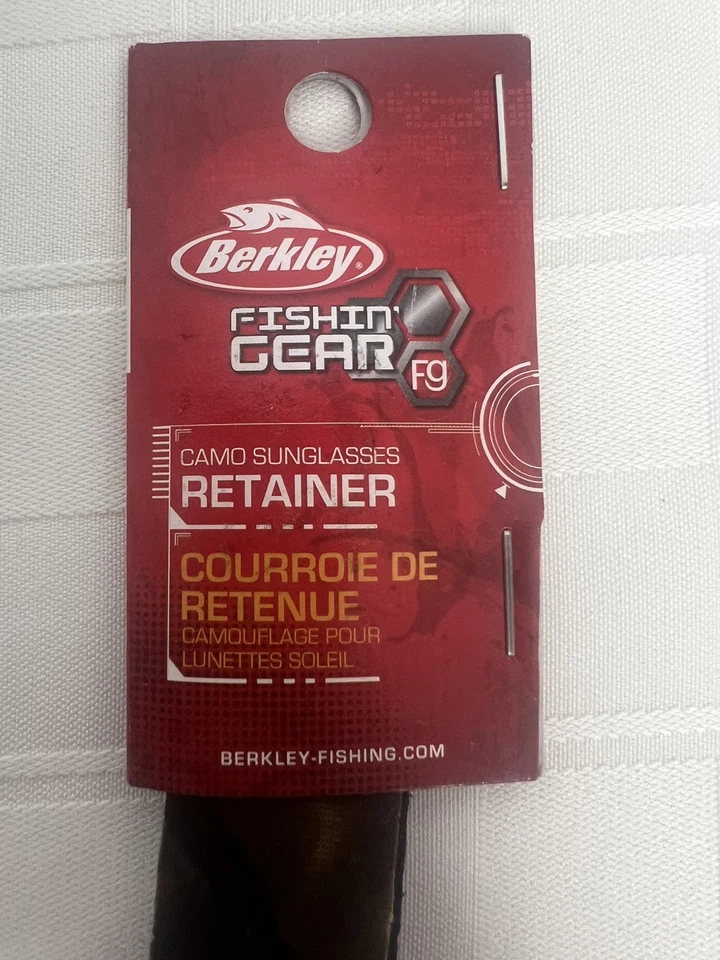 Berkley®
FISHIN'
GEAR
Fg
CAMO SUNGLASSES
RETAINER
COURROIE DE
RETENUE
CAMOUFLAGE POUR
LUNETTES SOLEIL
BERKLEY-FISHING.COM